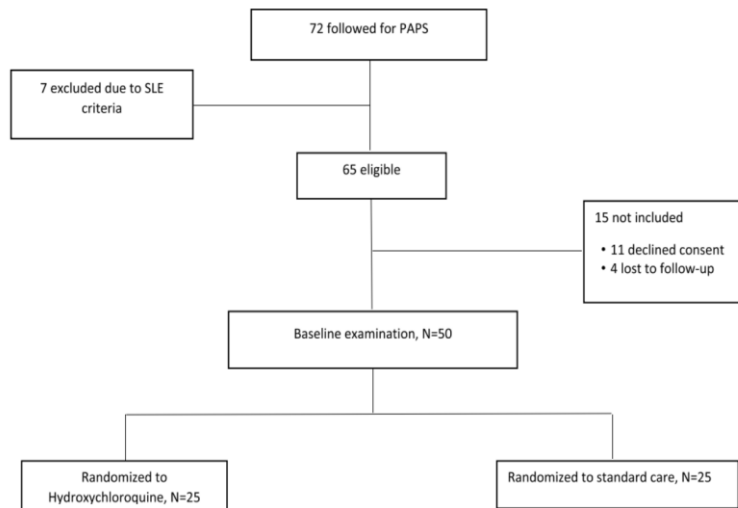 72 followed for PAPS
7 excluded due to SLE
criteria
65 eligible
15 not included
• 11 declined consent
• 4 lost to follow-up
Baseline examination, N=50
Randomized to
Hydroxychloroquine, N=25
Randomized to standard care, N=25